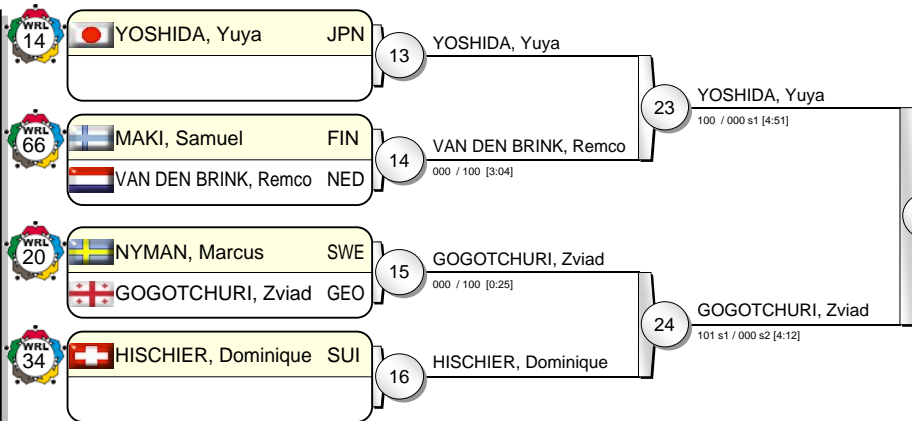 WRL
14
YOSHIDA, Yuya JPN
13
YOSHIDA, Yuya
23
YOSHIDA, Yuya
100 / 000 s1 [4:51]
WRL
66
MAKI, Samuel FIN
VAN DEN BRINK, Remco NED
14
VAN DEN BRINK, Remco
000 / 100 [3:04]
WRL
20
NYMAN, Marcus SWE
GOGOTCHURI, Zviad GEO
15
GOGOTCHURI, Zviad
000 / 100 [0:25]
24
GOGOTCHURI, Zviad
101 s1 / 000 s2 [4:12]
WRL
34
HISCHIER, Dominique SUI
16
HISCHIER, Dominique